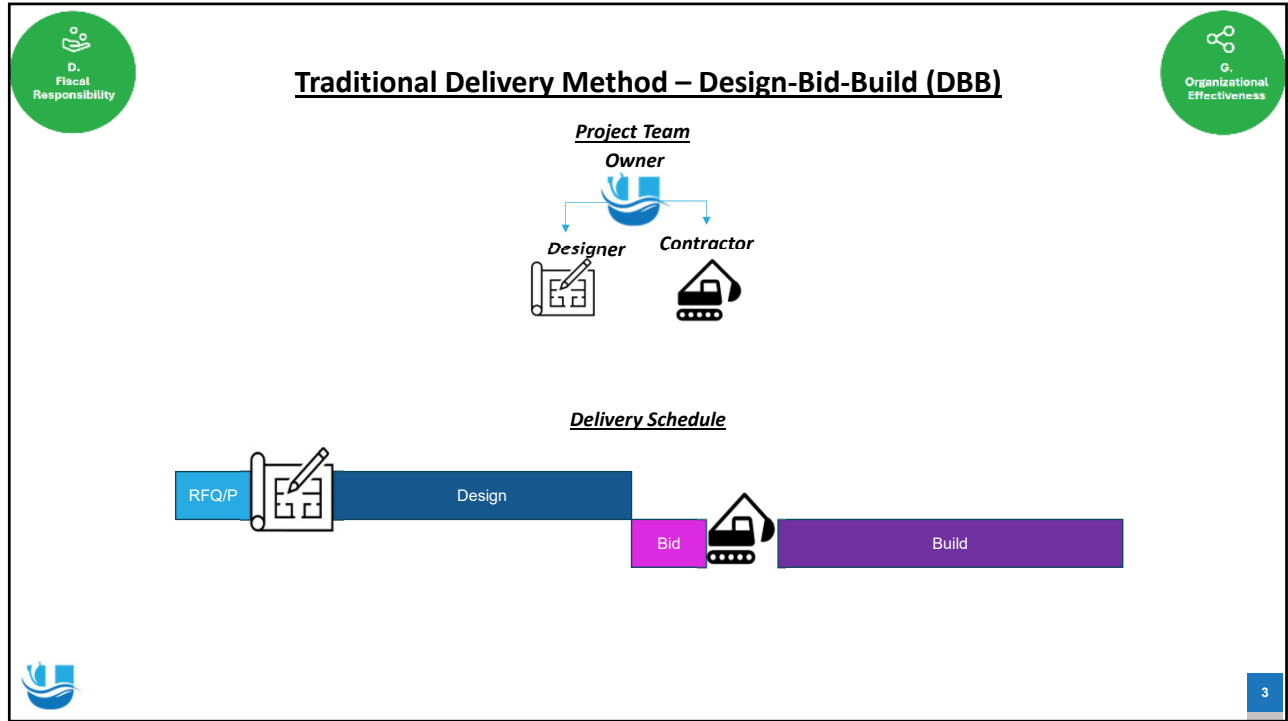 D.
Fiscal
Responsibility
G.
Organizational
Effectiveness
Traditional Delivery Method – Design-Bid-Build (DBB)
Project Team
Owner
Designer
Contractor
Delivery Schedule
RFQ/P
Design
Bid
Build
3